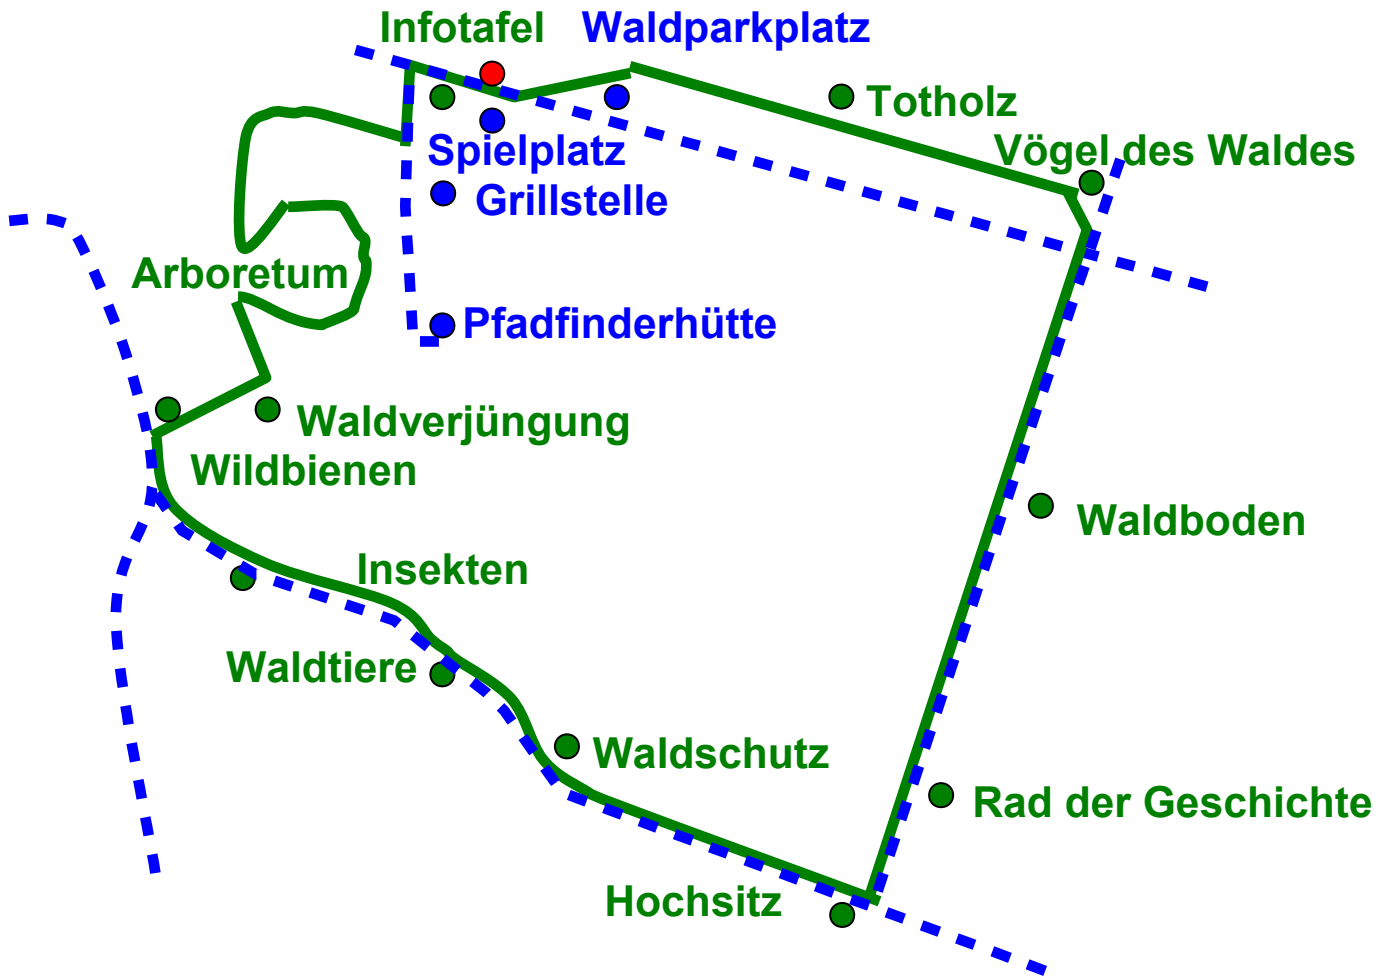 Infotafel
Waldparkplatz
Totholz
Vögel des Waldes
Spielplatz
Grillstelle
Arboretum
Pfadfinderhütte
Waldverjüngung
Wildbienen
Waldboden
Insekten
Waldtiere
Waldschutz
Rad der Geschichte
Hochsitz